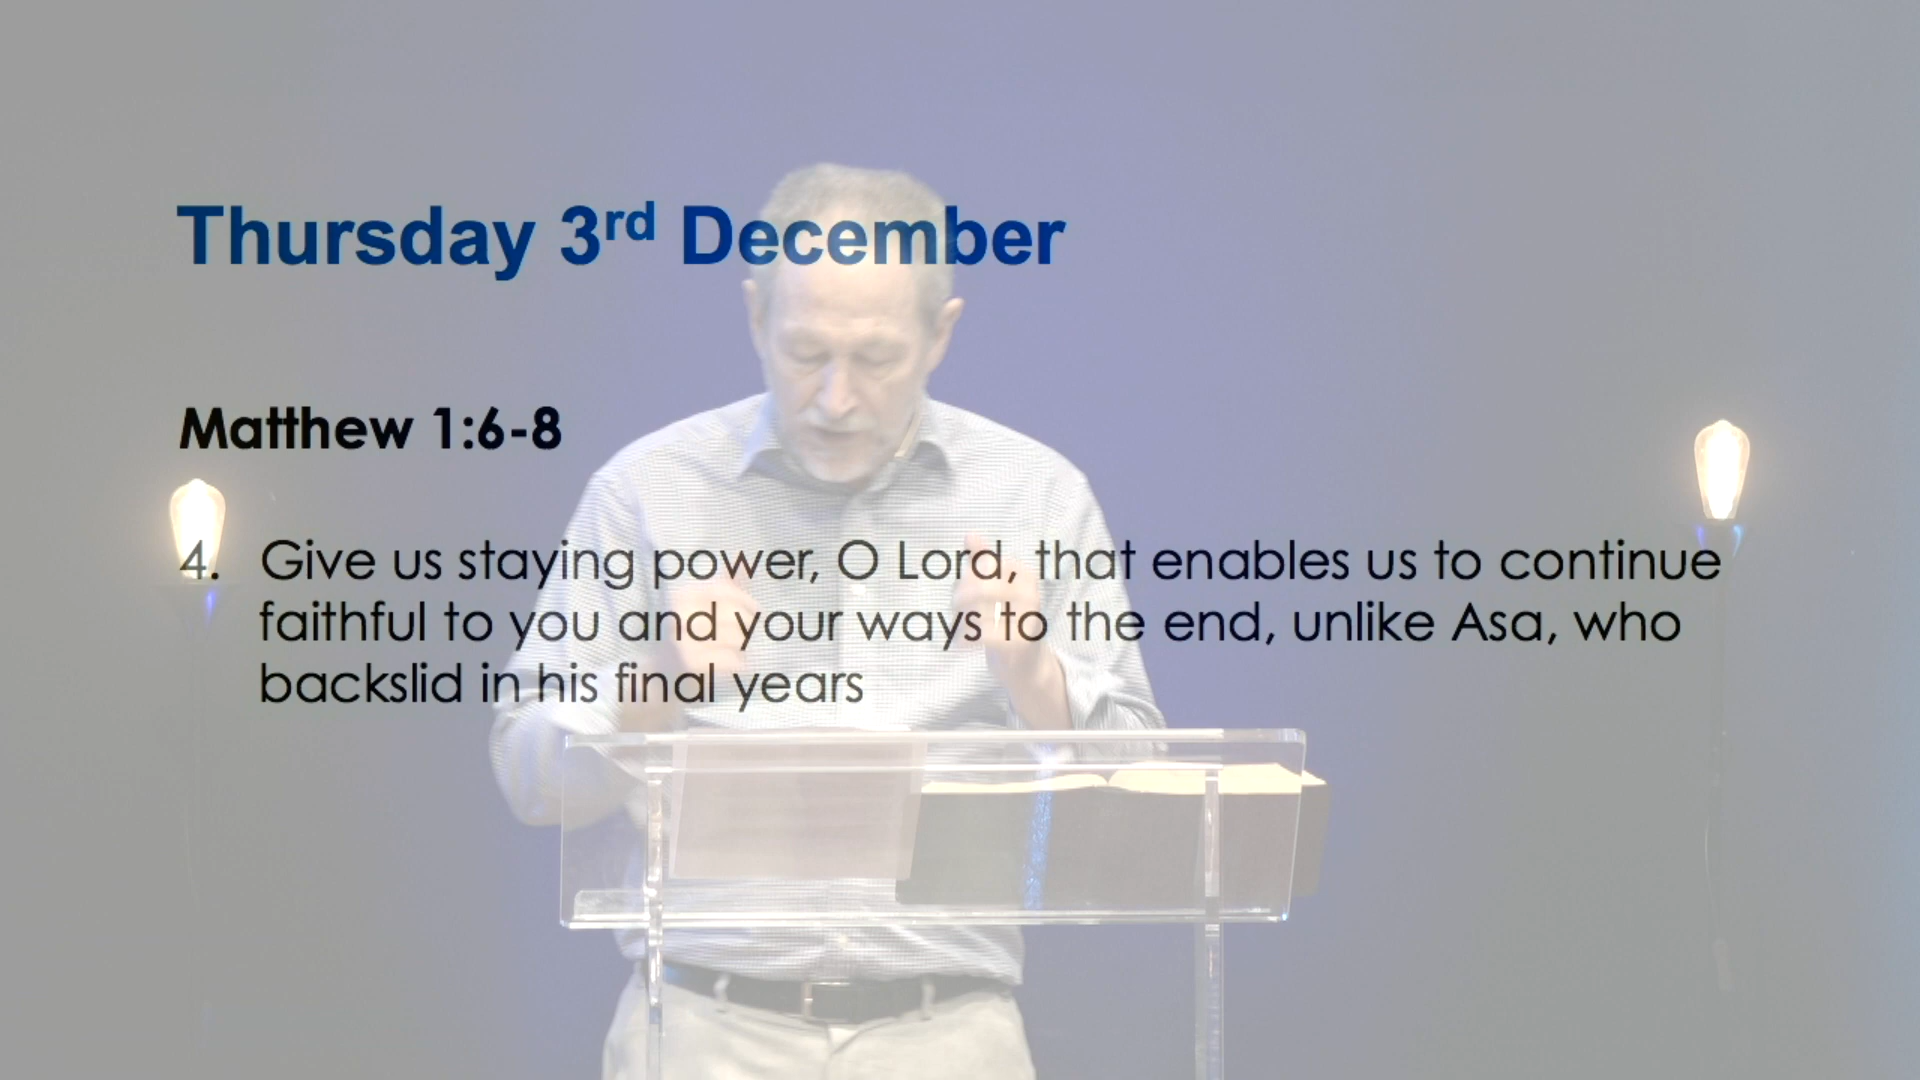 Thursday 3rd December
Matthew 1:6-8
4. Give us staying power, O Lord, that enables us to continue
faithful to you and your ways to the end, unlike Asa, who
backslid in his final years